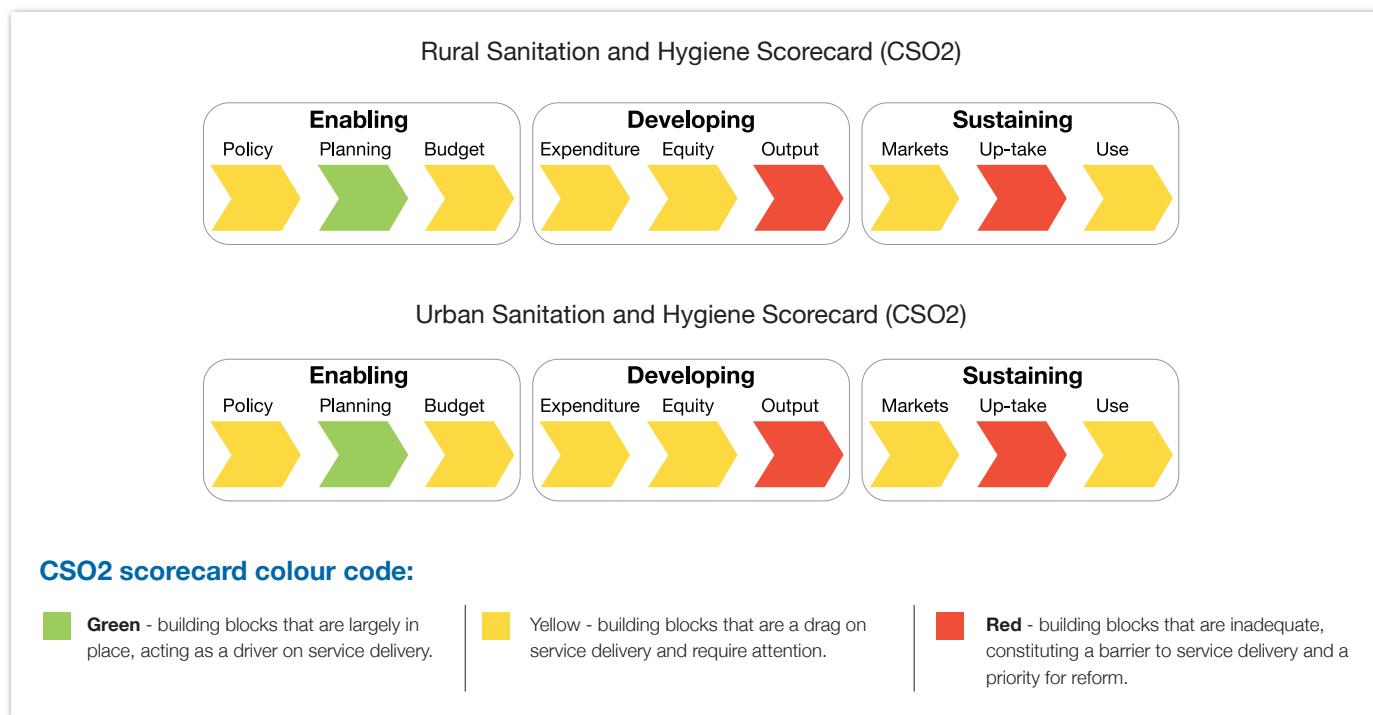 Rural Sanitation and Hygiene Scorecard (CSO2)
Enabling
Policy Planning Budget
Developing
Expenditure Equity Output
Sustaining
Markets Up-take Use
Urban Sanitation and Hygiene Scorecard (CSO2)
Enabling
Policy Planning Budget
Developing
Expenditure Equity Output
Sustaining
Markets Up-take Use
CSO2 scorecard colour code:
Green - building blocks that are largely in
place, acting as a driver on service delivery.
Yellow - building blocks that are a drag on
service delivery and require attention.
Red - building blocks that are inadequate,
constituting a barrier to service delivery and a
priority for reform.